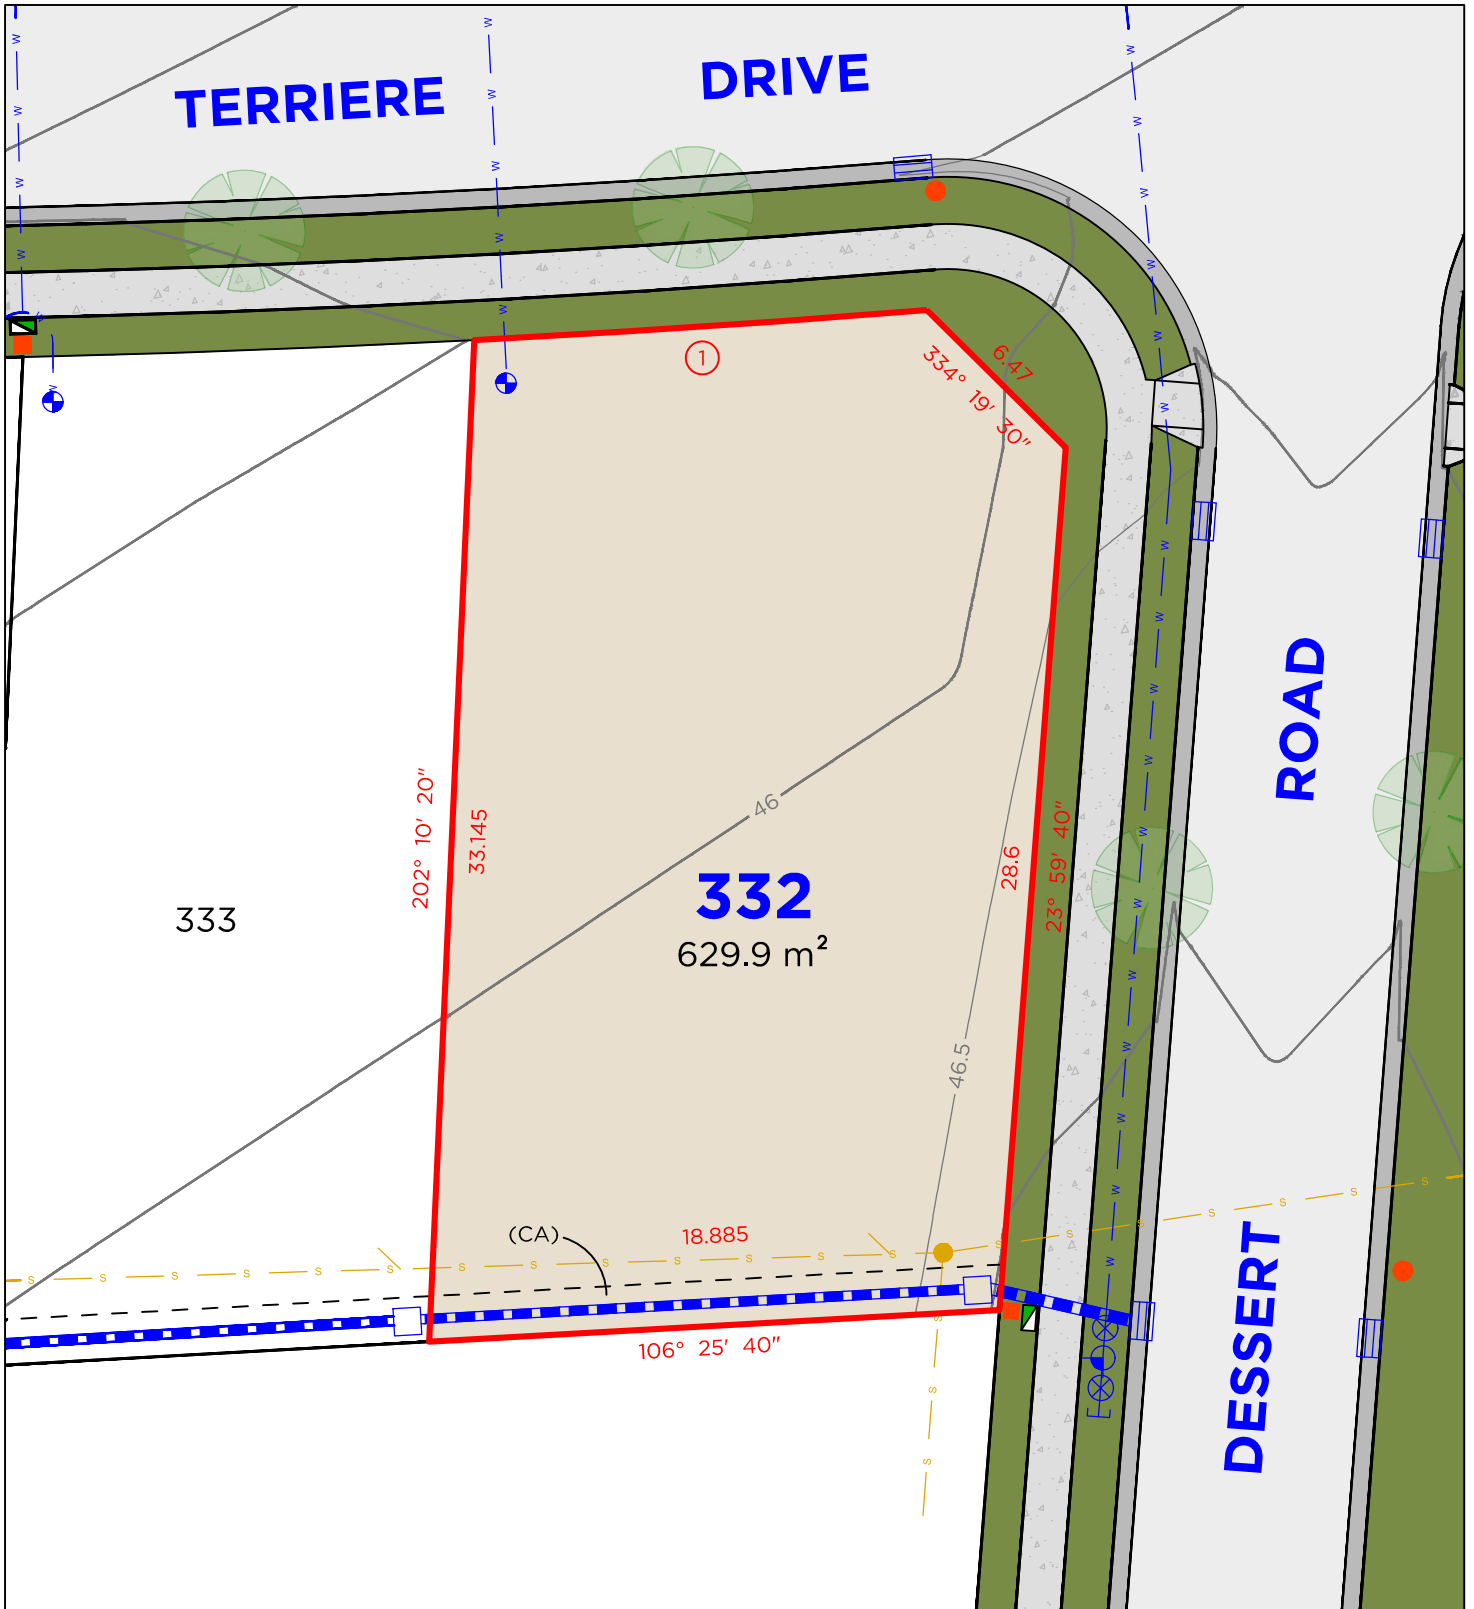 TERRIERE DRIVE
1
6.47
334° 19' 30"
ROAD
202° 10' 20"
33.145
46
28.6
23° 59' 40"
332
629.9 m²
333
46.5
(CA)
18.885
106° 25' 40"
DESSERT